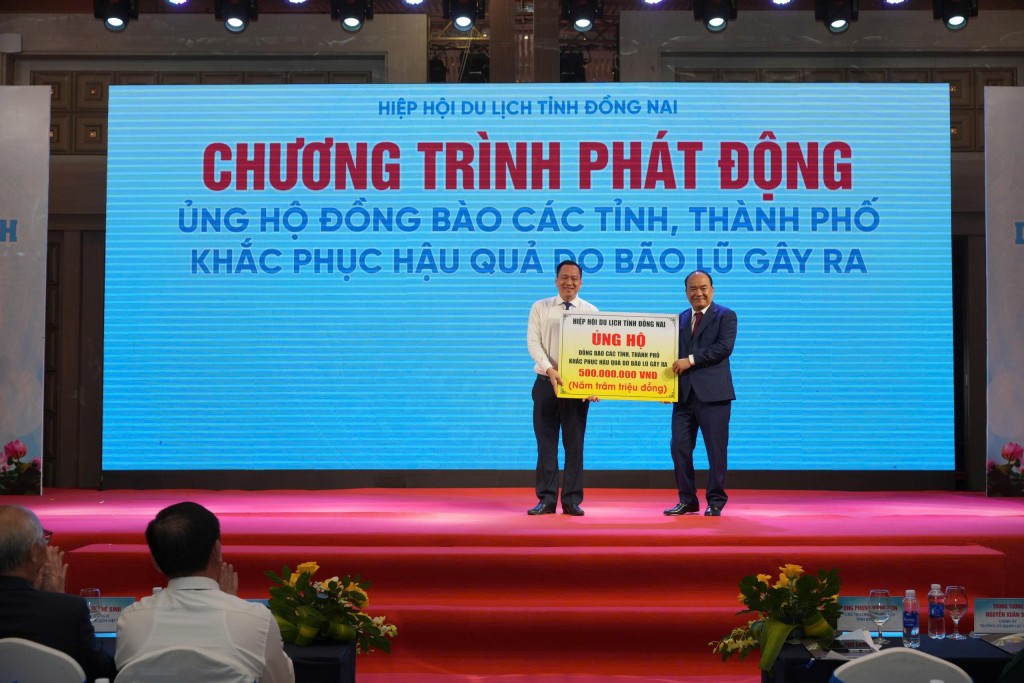 HIỆP HỘI DU LỊCH TỈNH ĐỒNG NAI
CHƯƠNG TRÌNH PHÁT ĐỘNG
ỦNG HỘ ĐỒNG BÀO CÁC TỈNH, THÀNH PHỐ
KHẮC PHỤC HẬU QUẢ DO BÃO LŨ GÂY RA
HIỆP HỘI DU LỊCH TỈNH ĐỒNG NAI
ỦNG HỘ
ĐỒNG BÀO CÁC TỈNH, THÀNH PHỐ
KHẮC PHỤC HẬU QUẢ DO BÃO LŨ GÂY RA
500.000.000 VNĐ
(Năm trăm triệu đồng)
H
NGUYỄN XUÂN